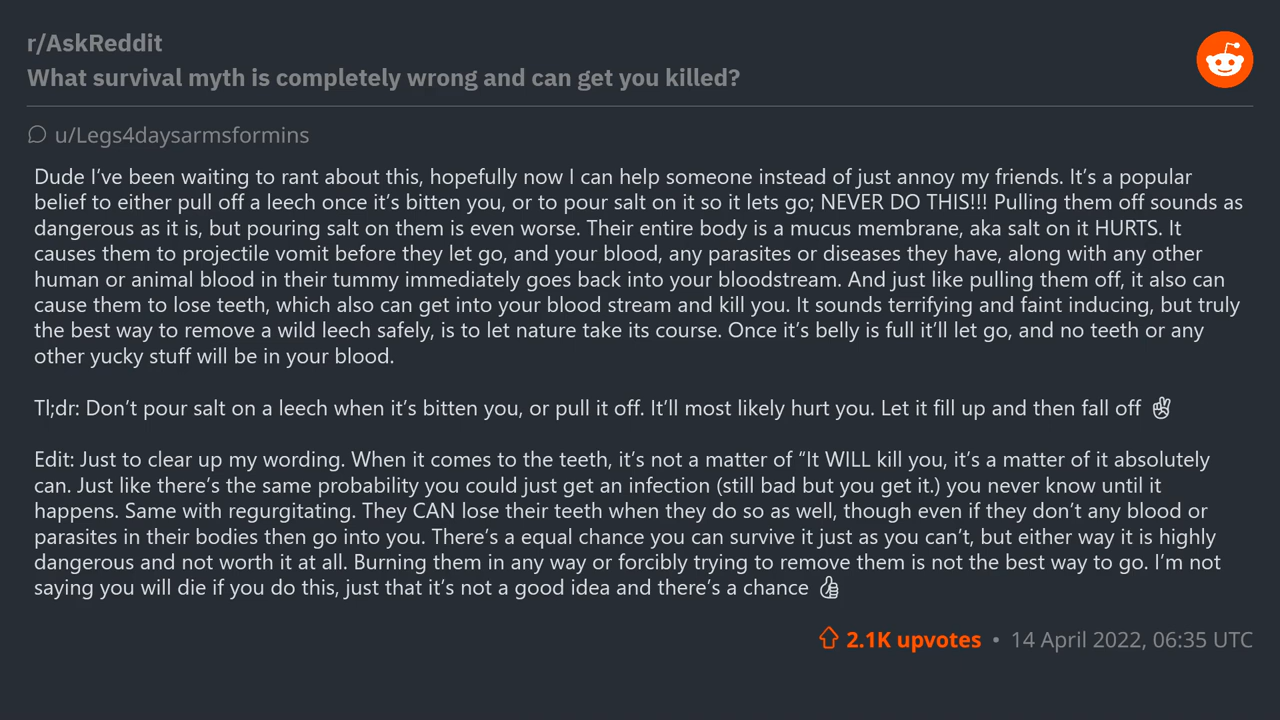 r/AskReddit
What survival myth is completely wrong and can get you killed?
u/Legs4daysarmsformins
Dude I've been waiting to rant about this, hopefully now I can help someone instead of just annoy my friends. It's a popular
belief to either pull off a leech once it's bitten you, or to pour salt on it so it lets go; NEVER DO THIS!!! Pulling them off sounds as
dangerous as it is, but pouring salt on them is even worse. Their entire body is a mucus membrane, aka salt on it HURTS. It
causes them to projectile vomit before they let go, and your blood, any parasites or diseases they have, along with any other
human or animal blood in their tummy immediately goes back into your bloodstream. And just like pulling them off, it also can
cause them to lose teeth, which also can get into your blood stream and kill you. It sounds terrifying and faint inducing, but truly
the best way to remove a wild leech safely, is to let nature take its course. Once it's belly is full it'll let go, and no teeth or any
other yucky stuff will be in your blood.
Tl;dr: Don't pour salt on a leech when it's bitten you, or pull it off. It'll most likely hurt you. Let it fill up and then fall off ✌
Edit: Just to clear up my wording. When it comes to the teeth, it's not a matter of “It WILL kill you, it's a matter of it absolutely
can. Just like there's the same probability you could just get an infection (still bad but you get it.) you never know until it
happens. Same with regurgitating. They CAN lose their teeth when they do so as well, though even if they don't any blood or
parasites in their bodies then go into you. There's a equal chance you can survive it just as you can't, but either way it is highly
dangerous and not worth it at all. Burning them in any way or forcibly trying to remove them is not the best way to go. I'm not
saying you will die if you do this, just that it's not a good idea and there's a chance 👍
2.1K upvotes • 14 April 2022, 06:35 UTC